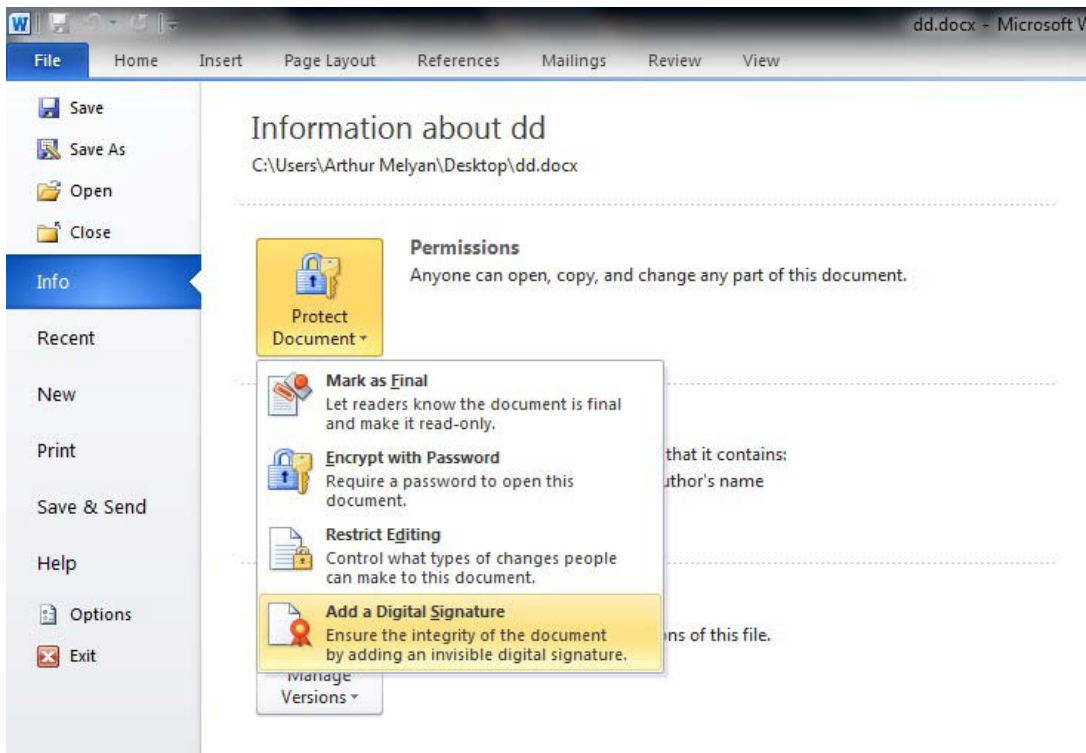 W
dd.docx - Microsoft W
File Home Insert Page Layout References Mailings Review View
Save
Save As
Open
Close
Info
Recent
New
Print
Save & Send
Help
Options
Exit
Information about dd
C:\Users\Arthur Melyan\Desktop\dd.docx
Protect
Document
Permissions
Anyone can open, copy, and change any part of this document.
Mark as Final
Let readers know the document is final
and make it read-only.
Encrypt with Password
Require a password to open this
document.
Restrict Editing
Control what types of changes people
can make to this document.
Add a Digital Signature
Ensure the integrity of the document
by adding an invisible digital signature.
that it contains:
uthor's name
ns of this file.
Manage
Versions